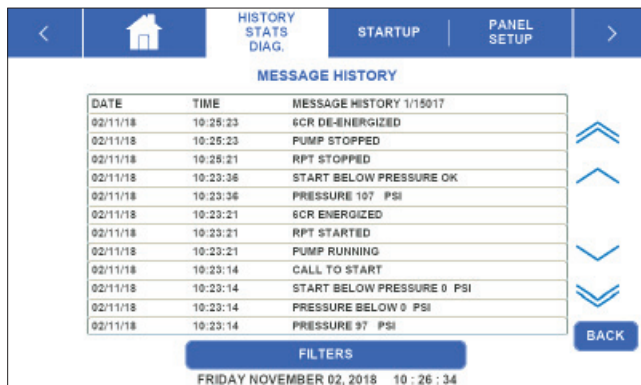 HISTORY
STATS
DIAG.
STARTUP
PANEL
SETUP
MESSAGE HISTORY
DATE TIME MESSAGE HISTORY 1/15017
02/11/18 10:25:23 6CR DE-ENERGIZED
02/11/18 10:25:23 PUMP STOPPED
02/11/18 10:25:21 RPT STOPPED
02/11/18 10:23:36 START BELOW PRESSURE OK
02/11/18 10:23:36 PRESSURE 107 PSI
02/11/18 10:23:21 6CR ENERGIZED
02/11/18 10:23:21 RPT STARTED
02/11/18 10:23:21 PUMP RUNNING
02/11/18 10:23:14 CALL TO START
02/11/18 10:23:14 START BELOW PRESSURE 0 PSI
02/11/18 10:23:14 PRESSURE BELOW 0 PSI
02/11/18 10:23:14 PRESSURE 97 PSI
BACK
FILTERS
FRIDAY NOVEMBER 02, 2018 10 : 26 : 34